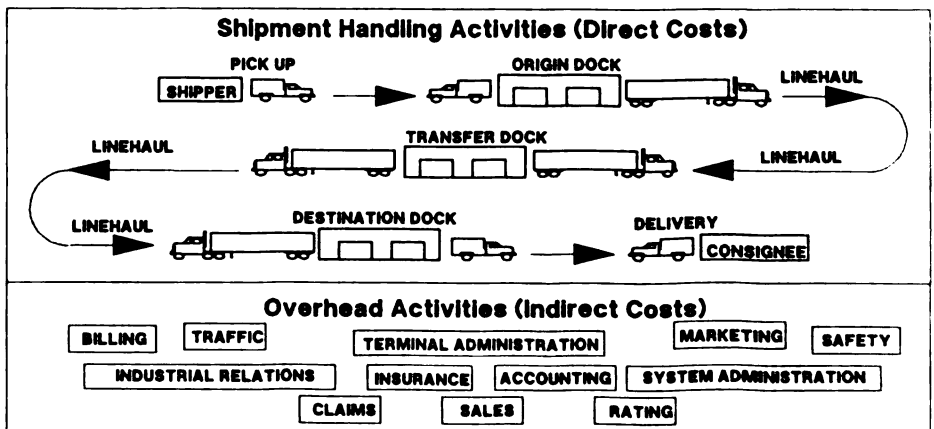 Shipment Handling Activities (Direct Costs)
PICK UP
ORIGIN DOCK
SHIPPER
LINEHAUL
TRANSFER DOCK
LINEHAUL
LINEHAUL
DESTINATION DOCK
DELIVERY
LINEHAUL
CONSIGNEE
Overhead Activities (Indirect Costs)
BILLING
TRAFFIC
TERMINAL ADMINISTRATION
MARKETING
SAFETY
INDUSTRIAL RELATIONS
INSURANCE
ACCOUNTING
SYSTEM ADMINISTRATION
CLAIMS
SALES
RATING